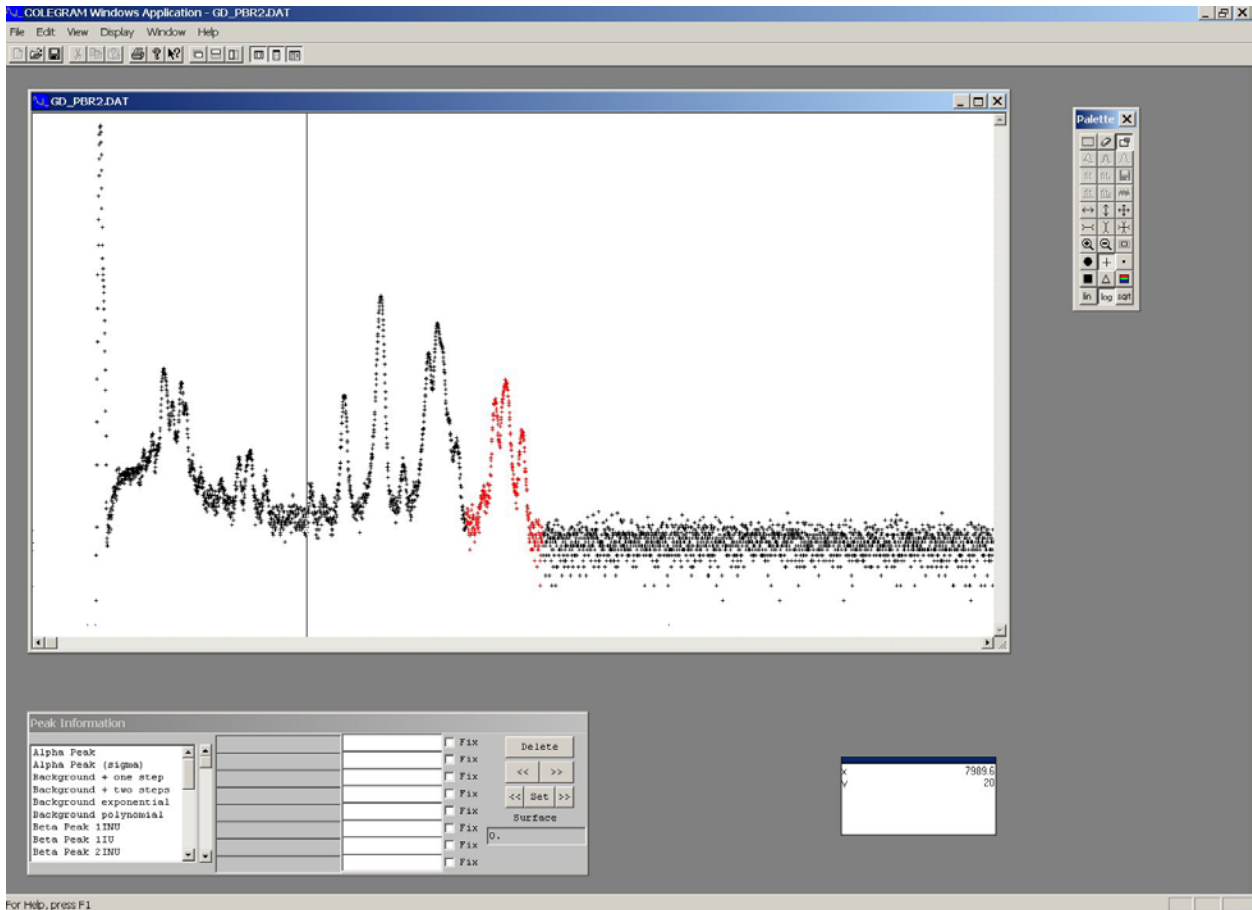 COLEGRAM Windows Application - GD_PBR2.DAT
File Edit View Display Window Help
GD_PBR2.DAT
Palette
lin log sqrt
Peak Information
Alpha Peak
Alpha Peak (sigma)
Background + one step
Background + two steps
Background exponential
Background polynomial
Beta Peak 1INU
Beta Peak 1IU
Beta Peak 2INU
Fix
Fix
Fix
Fix
Fix
Fix
Fix
Fix
Delete
<< >>
<< Set >>
Surface
0.
x 7989.6
y 20
For Help, press F1